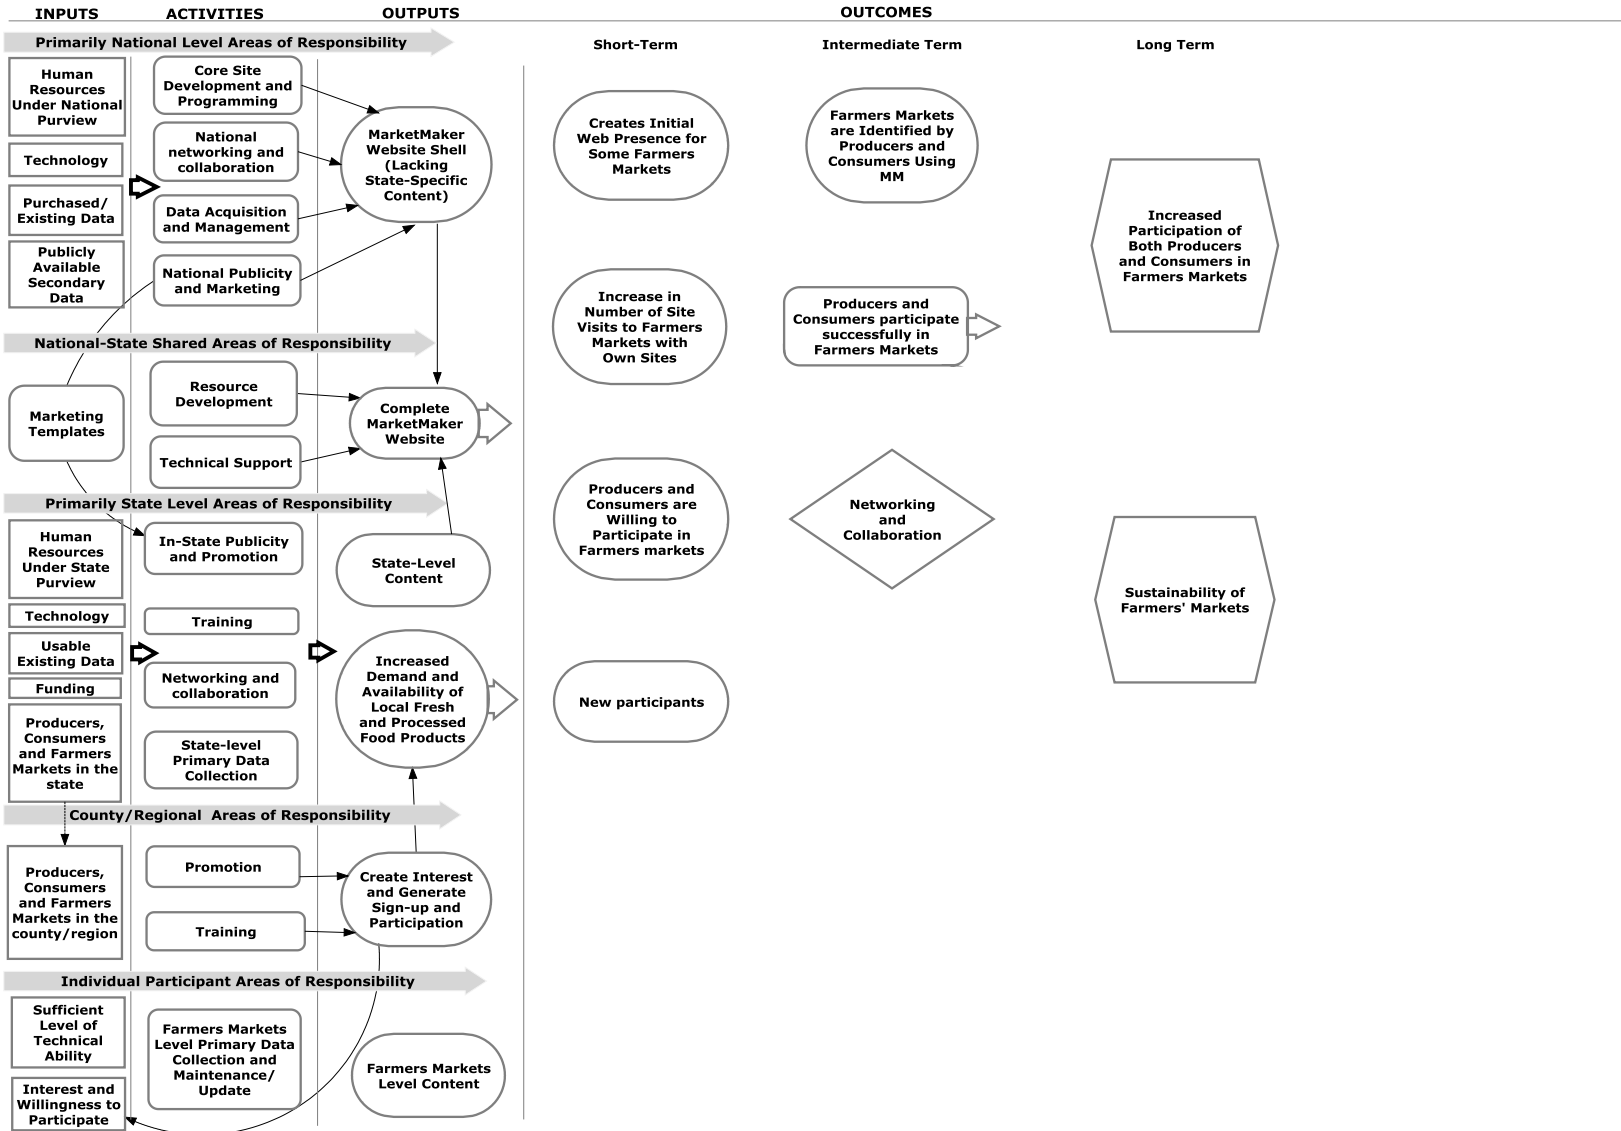 INPUTS
ACTIVITIES
OUTPUTS
OUTCOMES
Primarily National Level Areas of Responsibility
Short-Term
Intermediate Term
Long Term
Human
Resources
Under National
Purview
Technology
Purchased/
Existing Data
Publicly
Available
Secondary
Data
Core Site
Development and
Programming
National
networking and
collaboration
Data Acquisition
and Management
National Publicity
and Marketing
MarketMaker
Website Shell
(Lacking
State-Specific
Content)
Creates Initial
Web Presence for
Some Farmers
Markets
Farmers Markets
are Identified by
Producers and
Consumers Using
MM
Increased
Participation of
Both Producers
and Consumers in
Farmers Markets
Increase in
Number of Site
Visits to Farmers
Markets with
Own Sites
Producers and
Consumers participate
successfully in
Farmers Markets
National-State Shared Areas of Responsibility
Marketing
Templates
Resource
Development
Technical Support
Complete
MarketMaker
Website
Producers and
Consumers are
Willing to
Participate in
Farmers markets
Networking
and
Collaboration
Sustainability of
Farmers' Markets
Primarily State Level Areas of Responsibility
Human
Resources
Under State
Purview
Technology
Usable
Existing Data
Funding
Producers,
Consumers
and Farmers
Markets in the
state
In-State Publicity
and Promotion
Training
Networking and
collaboration
State-level
Primary Data
Collection
State-Level
Content
Increased
Demand and
Availability of
Local Fresh
and Processed
Food Products
New participants
County/Regional  Areas of Responsibility
Producers,
Consumers
and Farmers
Markets in the
county/region
Promotion
Training
Create Interest
and Generate
Sign-up and
Participation
Individual Participant Areas of Responsibility
Sufficient
Level of
Technical
Ability
Interest and
Willingness to
Participate
Farmers Markets
Level Primary Data
Collection and
Maintenance/
Update
Farmers Markets
Level Content